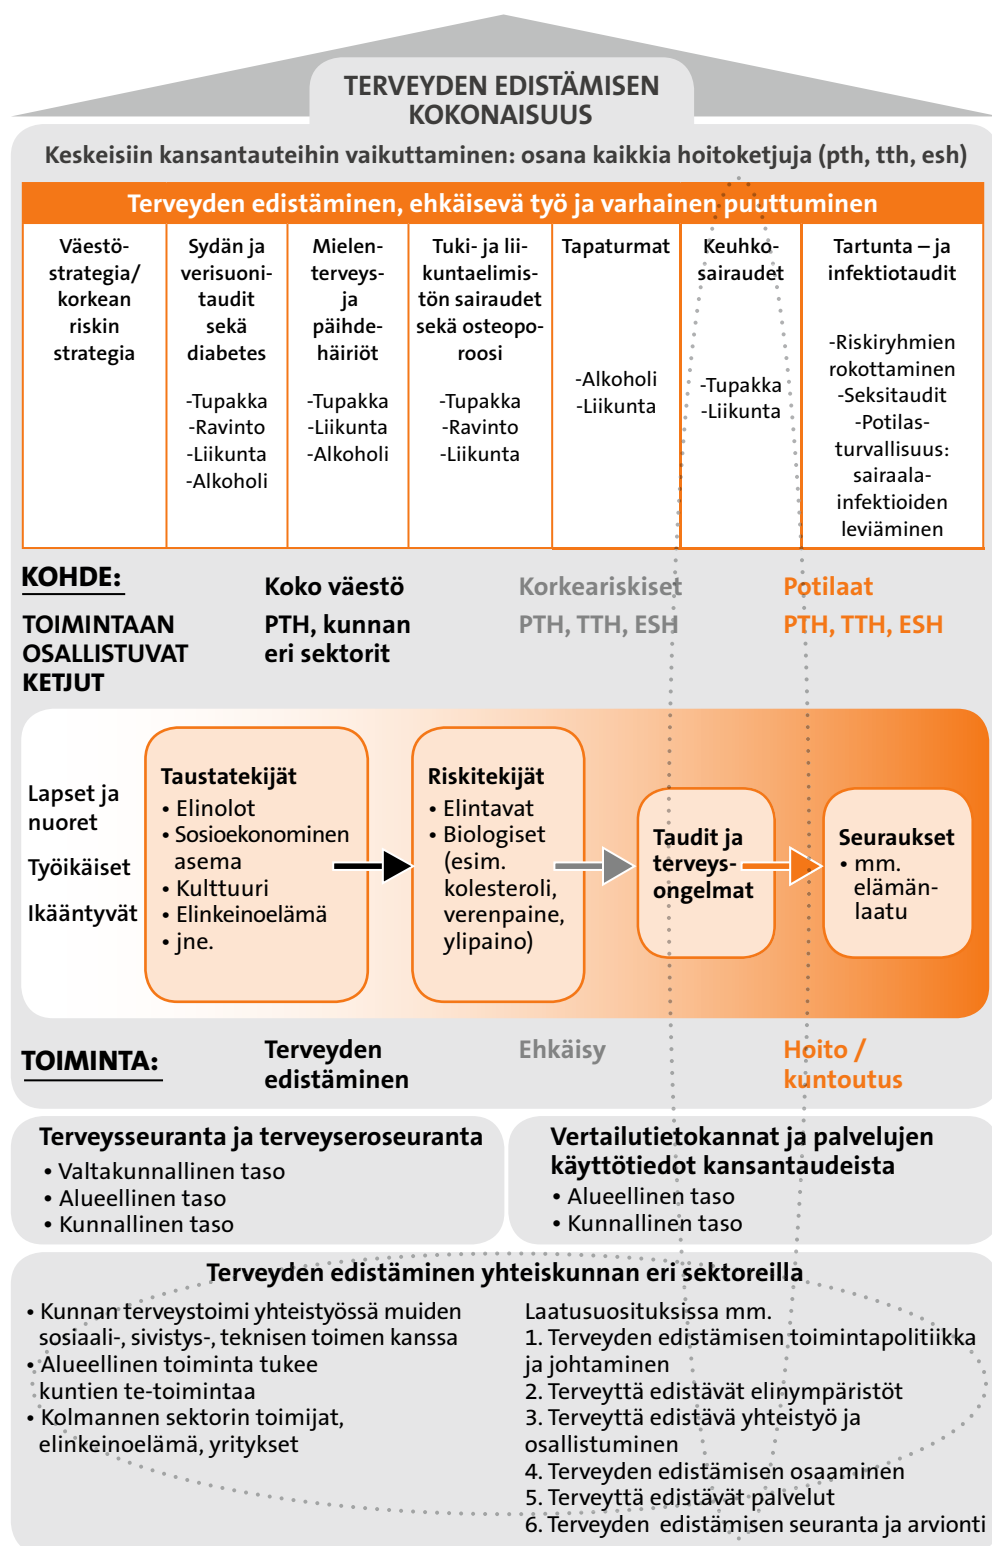 TERVEYDEN EDISTÄMISEN
KOKONAISUUS
Keskeisiin kansantauteihin vaikuttaminen: osana kaikkia hoitoketjuja (pth, tth, esh)
Terveyden edistäminen, ehkäisevä työ ja varhainen puuttuminen
Väestö-
strategia/
korkean
riskin
strategia
Sydän ja
verisuoni-
taudit
sekä
diabetes
-Tupakka
-Ravinto
-Liikunta
-Alkoholi
Mielen-
terveys-
ja
päihde-
häiriöt
-Tupakka
-Liikunta
-Alkoholi
Tuki- ja lii-
kuntaelimis-
tön sairaudet
sekä osteopo-
roosi
-Tupakka
-Ravinto
-Liikunta
Tapaturmat
-Alkoholi
-Liikunta
Keuhko-
sairaudet
-Tupakka
-Liikunta
Tartunta – ja
infektiotaudit
-Riskiryhmien
rokottaminen
-Seksitaudit
-Potilas-
turvallisuus:
sairaala-
infektioiden
leviäminen
KOHDE:
Koko väestö
Korkeariskiset
Potilaat
TOIMINTAAN
OSALLISTUVAT
KETJUT
PTH, kunnan
eri sektorit
PTH, TTH, ESH
PTH, TTH, ESH
Lapset ja
nuoret
Työikäiset
Ikääntyvät
Taustatekijät
• Elinolot
• Sosioekonominen
asema
• Kulttuuri
• Elinkeinoelämä
• jne.
Riskitekijät
• Elintavat
• Biologiset
(esim.
kolesteroli,
verenpaine,
ylipaino)
Taudit ja
terveys-
ongelmat
Seuraukset
• mm.
elämän-
laatu
TOIMINTA:
Terveyden
edistäminen
Ehkäisy
Hoito /
kuntoutus
Terveysseuranta ja terveyseroseuranta
• Valtakunnallinen taso
• Alueellinen taso
• Kunnallinen taso
Vertailutietokannat ja palvelujen
käyttötiedot kansantaudeista
• Alueellinen taso
• Kunnallinen taso
Terveyden edistäminen yhteiskunnan eri sektoreilla
• Kunnan terveystoimi yhteistyössä muiden
sosiaali-, sivistys-, teknisen toimen kanssa
• Alueellinen toiminta tukee
kuntien te-toimintaa
• Kolmannen sektorin toimijat,
elinkeinoelämä, yritykset
Laatusuosituksissa mm.
1. Terveyden edistämisen toimintapolitiikka
ja johtaminen
2. Terveyttä edistävät elinympäristöt
3. Terveyttä edistävä yhteistyö ja
osallistuminen
4. Terveyden edistämisen osaaminen
5. Terveyttä edistävät palvelut
6. Terveyden edistämisen seuranta ja arvionti